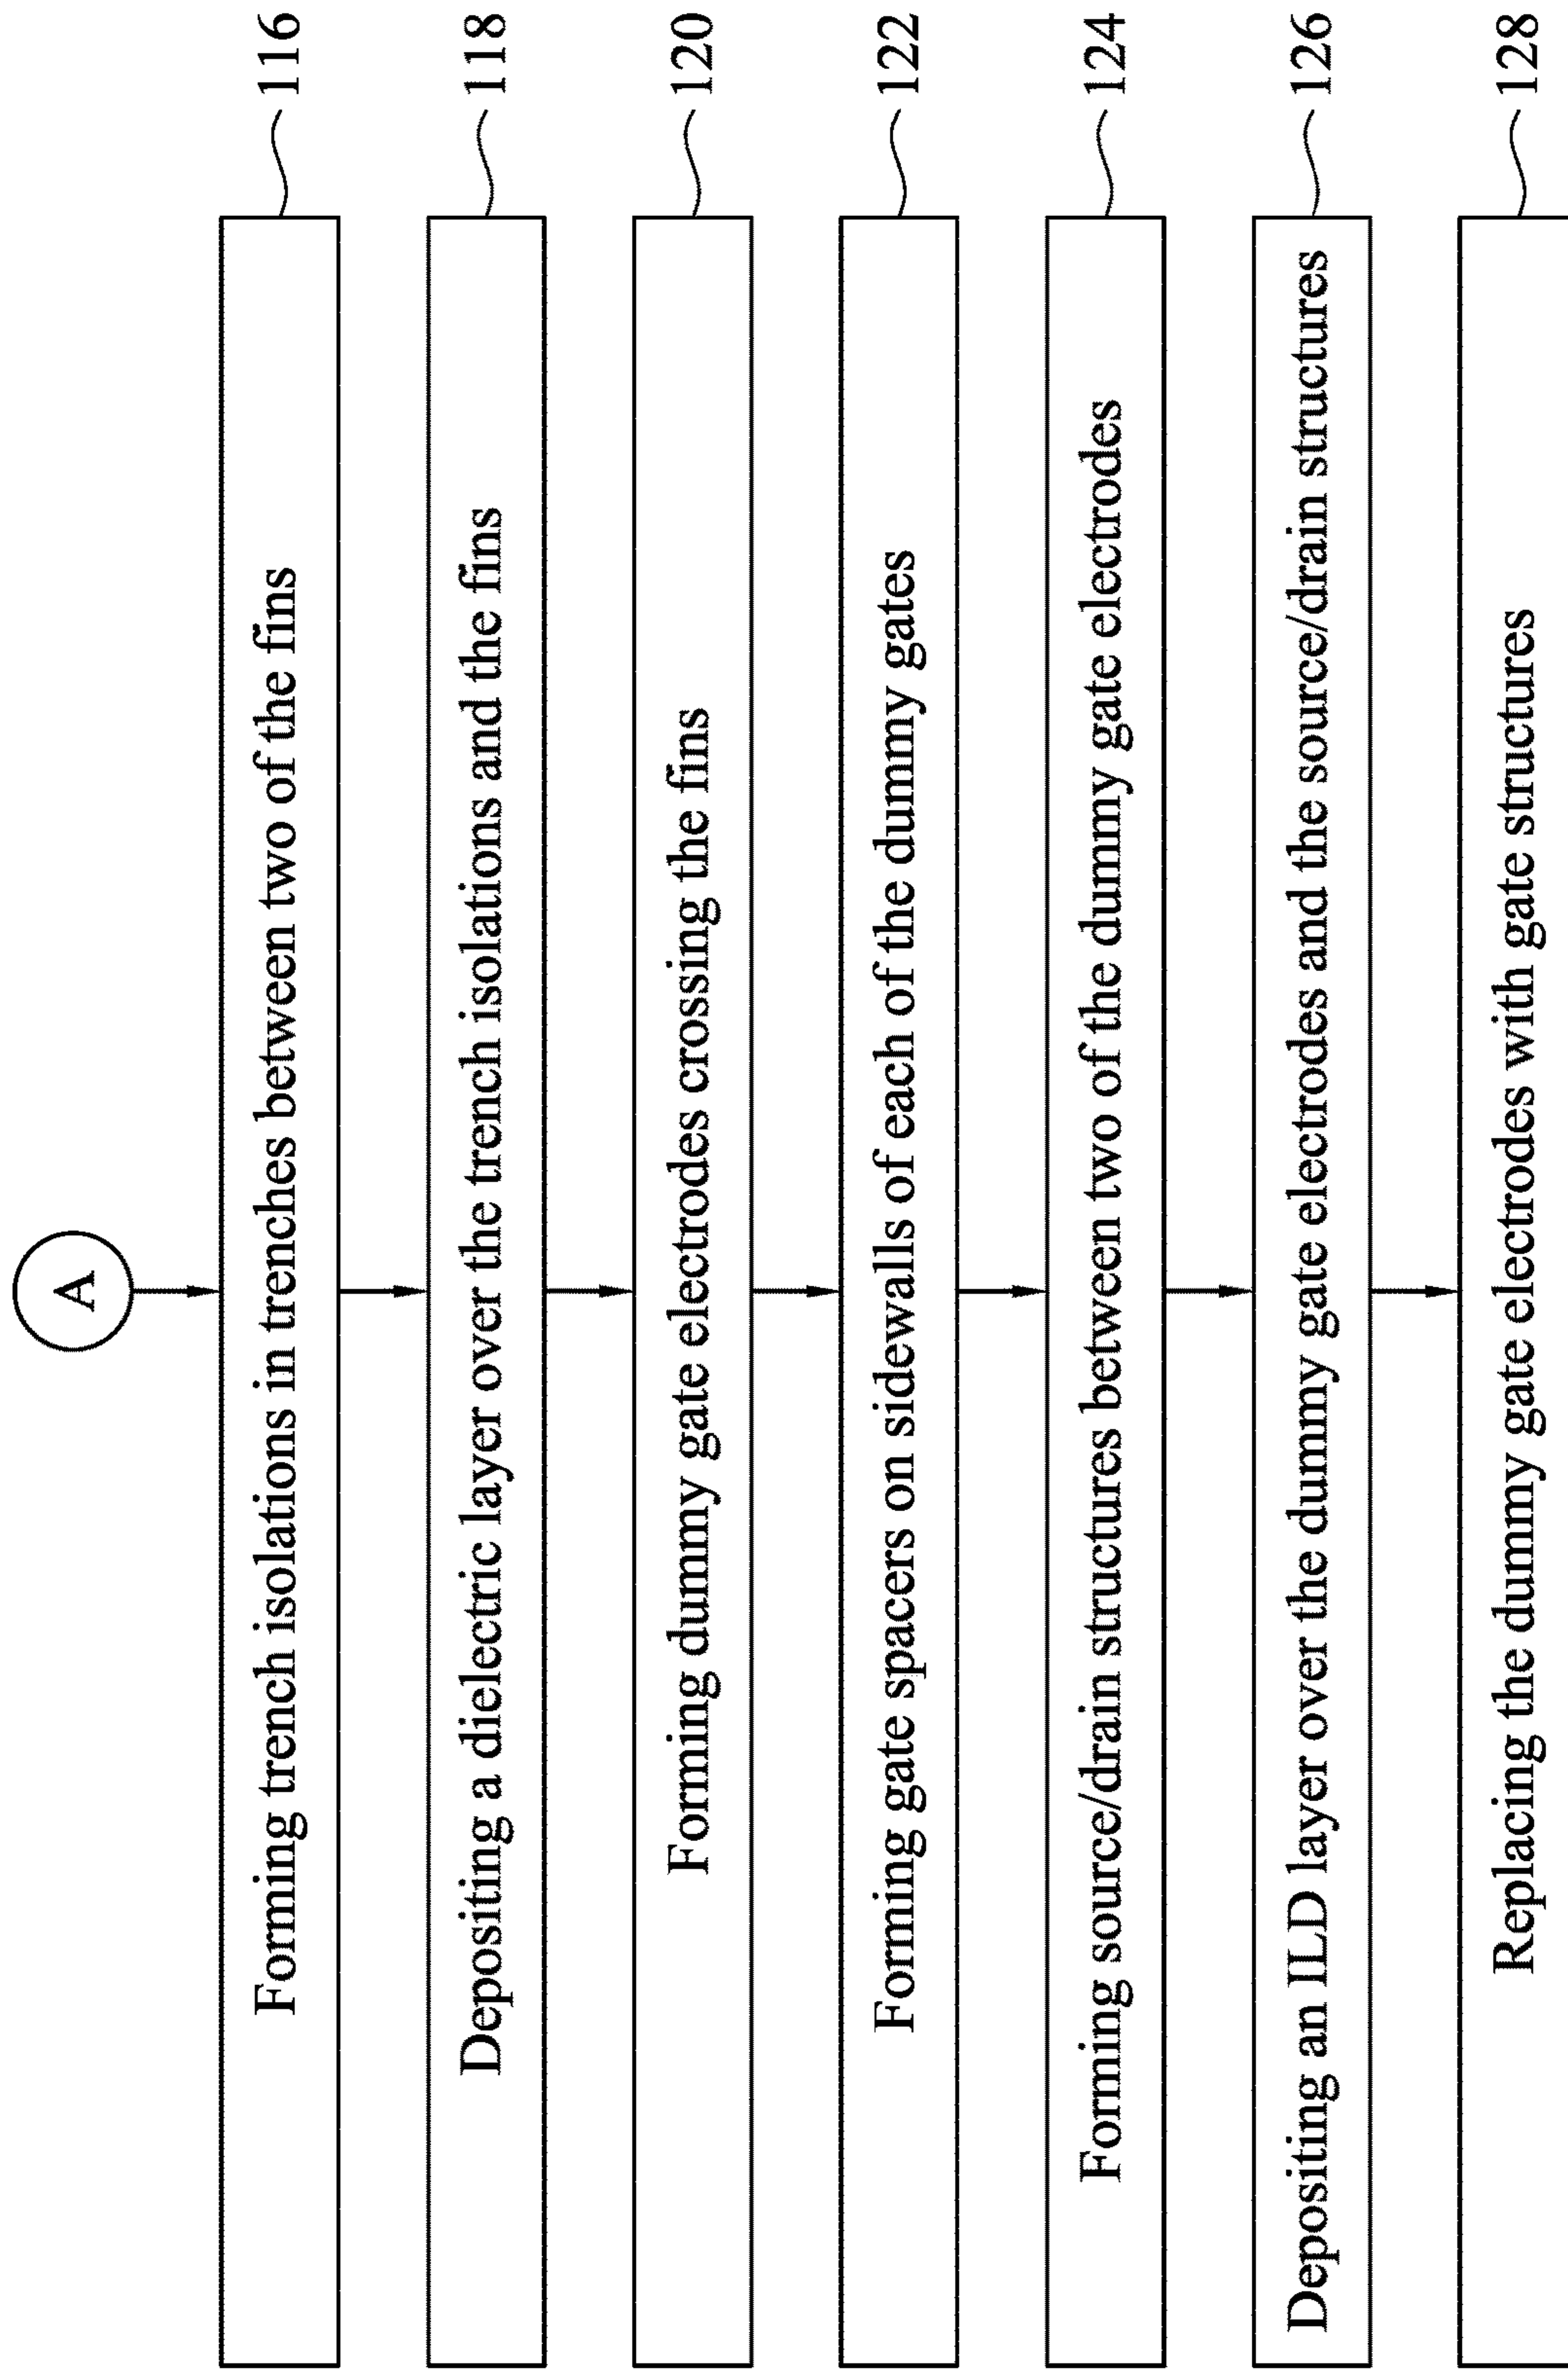 A
Forming trench isolations in trenches between two of the fins 116
Depositing a dielectric layer over the trench isolations and the fins 118
Forming dummy gate electrodes crossing the fins 120
Forming gate spacers on sidewalls of each of the dummy gates 122
Forming source/drain structures between two of the dummy gate electrodes 124
Depositing an ILD layer over the dummy gate electrodes and the source/drain structures 126
Replacing the dummy gate electrodes with gate structures 128